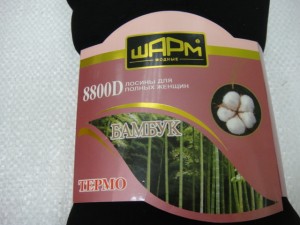 ШАРМ®
МОДНЫЕ
8800D
ЛОСИНЫ ДЛЯ
ПОЛНЫХ ЖЕНЩИН
БАМБУК
ТЕРМО